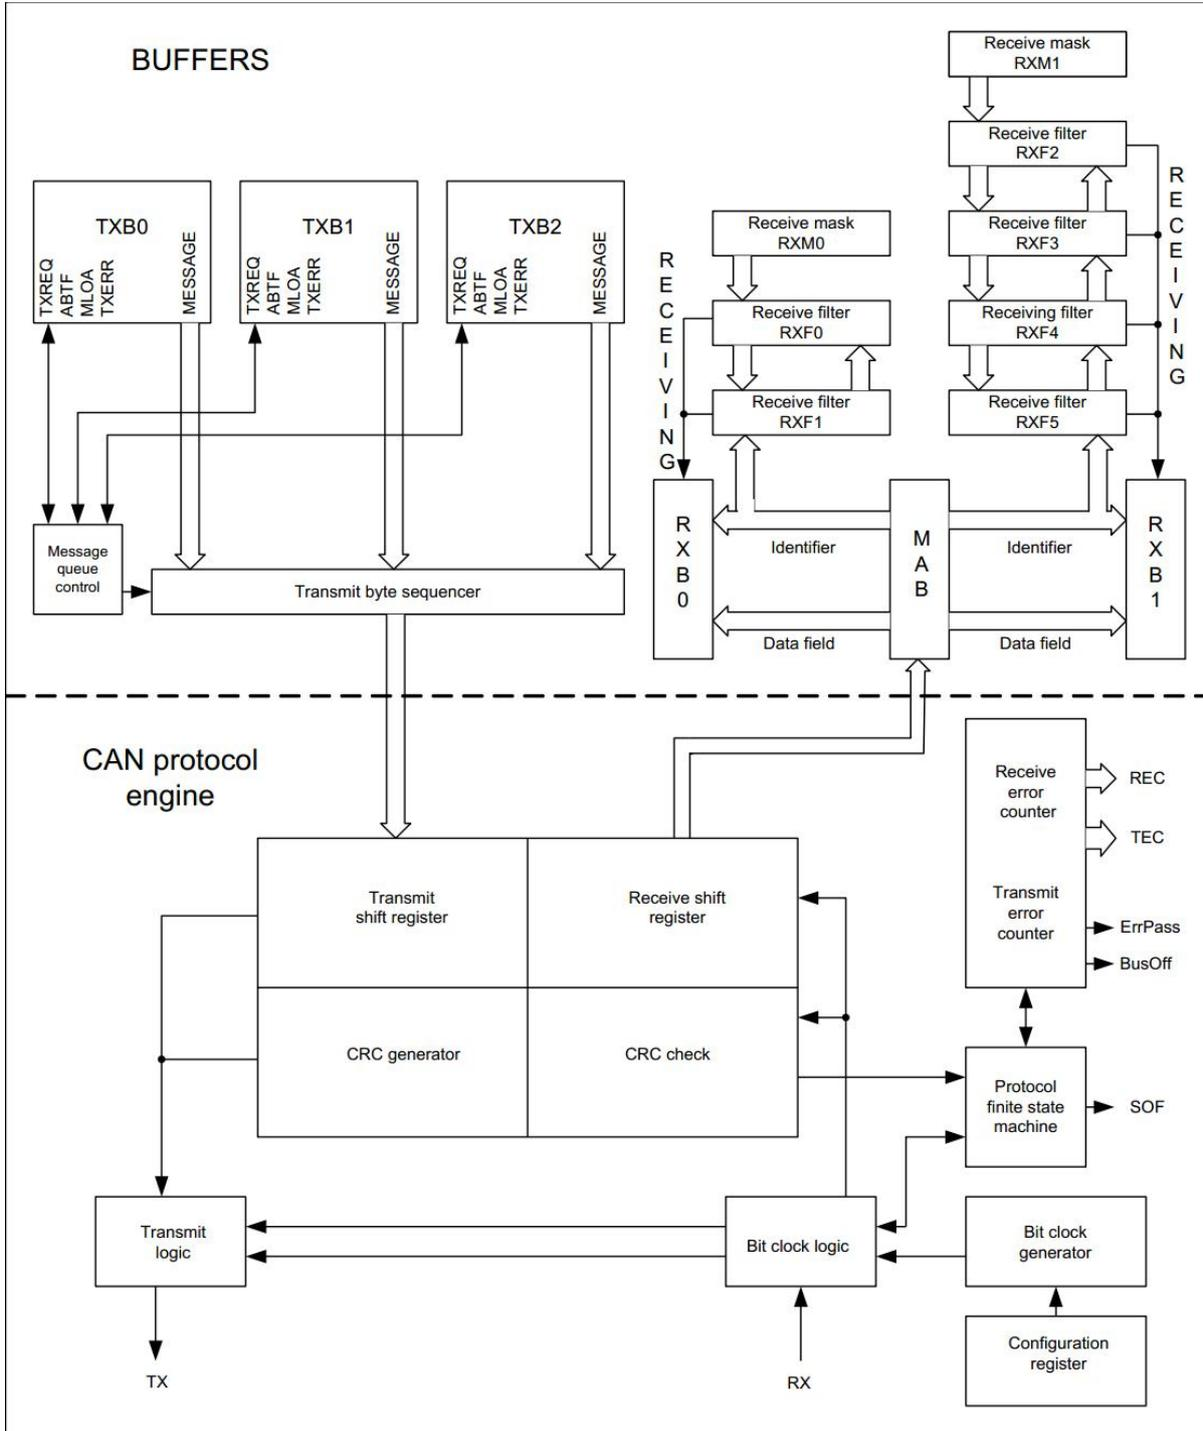 BUFFERS
Receive mask
RXM1
Receive filter
RXF2
Receive filter
RXF3
Receiving filter
RXF4
Receive filter
RXF5
RECEIVING
Receive mask
RXM0
Receive filter
RXF0
Receive filter
RXF1
RECEIVING
TXB0
TXREQ
ABTF
MLOA
TXERR
MESSAGE
TXB1
TXREQ
ABTF
MLOA
TXERR
MESSAGE
TXB2
TXREQ
ABTF
MLOA
TXERR
MESSAGE
Message
queue
control
Transmit byte sequencer
RXB0
Identifier
Data field
MAB
Identifier
Data field
RXB1
CAN protocol
engine
Transmit
shift register
Receive shift
register
CRC generator
CRC check
Receive
error
counter
Transmit
error
counter
REC
TEC
ErrPass
BusOff
Protocol
finite state
machine
SOF
Transmit
logic
Bit clock logic
Bit clock
generator
Configuration
register
TX
RX